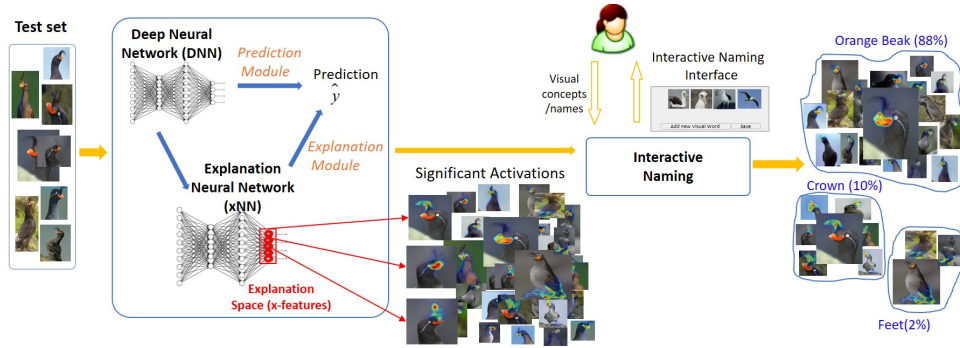 Test set
Deep Neural
Network (DNN)
Prediction
Module
Prediction
ŷ
Explanation
Module
Explanation
Neural Network
(xNN)
Explanation
Space (x-features)
Significant Activations
Visual
concepts
/names
Interactive Naming
Interface
Add new Visual Word
Save
Interactive
Naming
Orange Beak (88%)
Crown (10%)
Feet(2%)